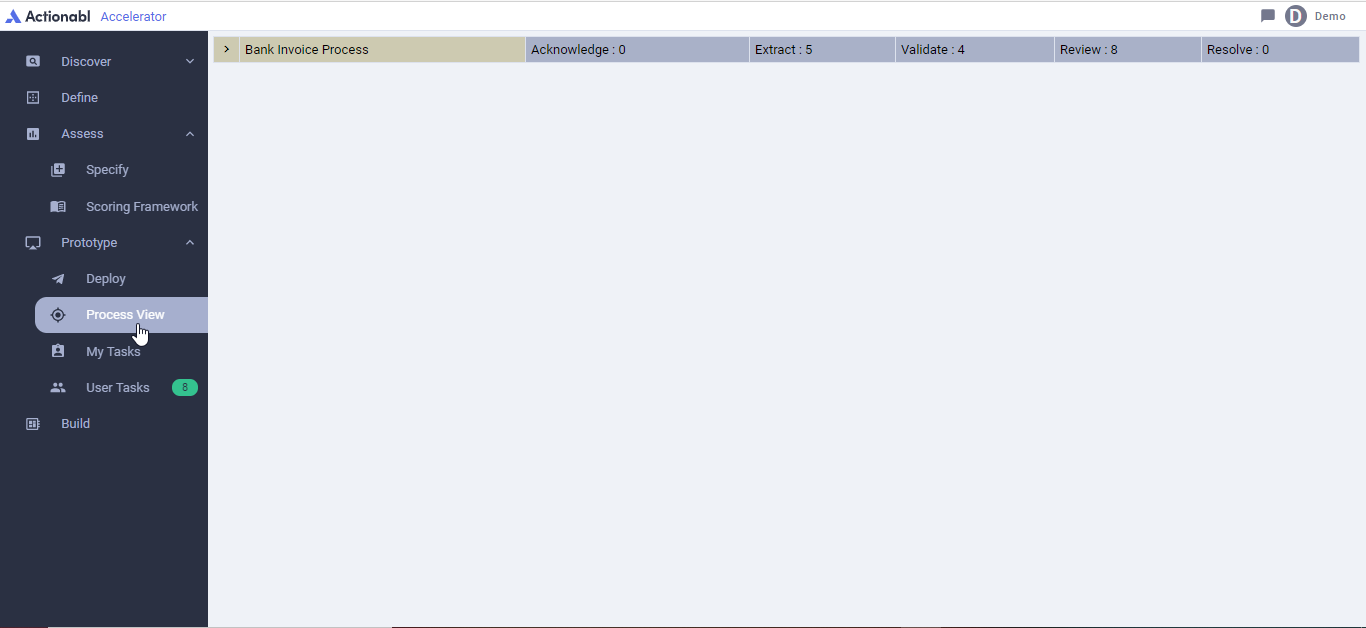 Actionabl Accelerator
D Demo
Discover
Define
Assess
Specify
Scoring Framework
Prototype
Deploy
Process View
My Tasks
User Tasks 8
Build
Bank Invoice Process Acknowledge : 0 Extract : 5 Validate : 4 Review : 8 Resolve : 0